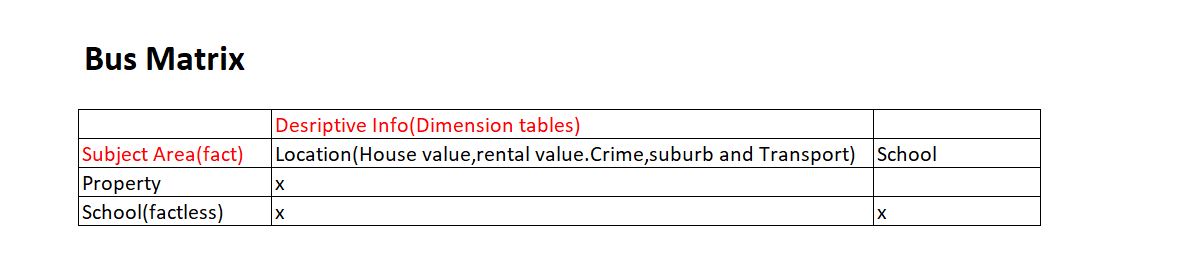 Bus Matrix
Desriptive Info(Dimension tables)
Subject Area(fact) Location(House value,rental value.Crime,suburb and Transport) School
Property x
School(factless) x x